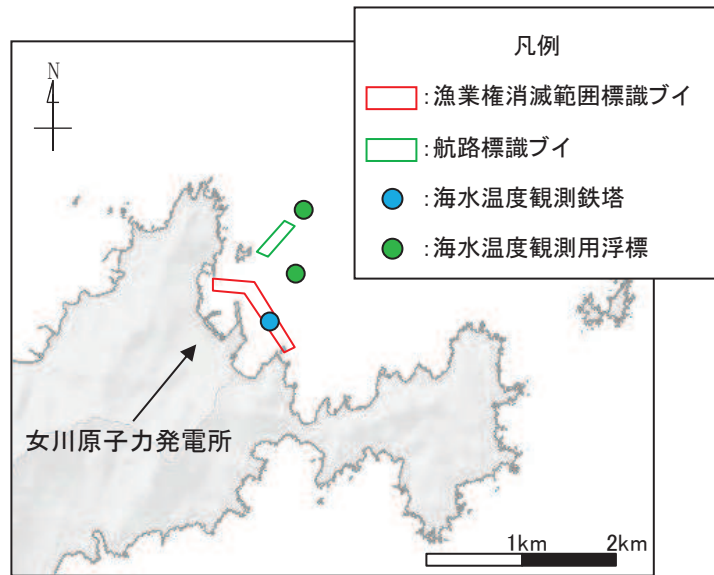 凡例
:漁業権消滅範囲標識ブイ
:航路標識ブイ
:海水温度観測鉄塔
:海水温度観測用浮標
N
女川原子力発電所
1km 2km